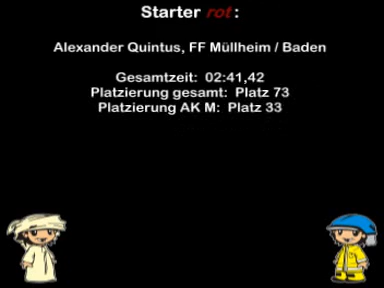 Starter rot:
Alexander Quintus, FF Müllheim / Baden
Gesamtzeit: 02:41,42
Platzierung gesamt: Platz 73
Platzierung AK M: Platz 33